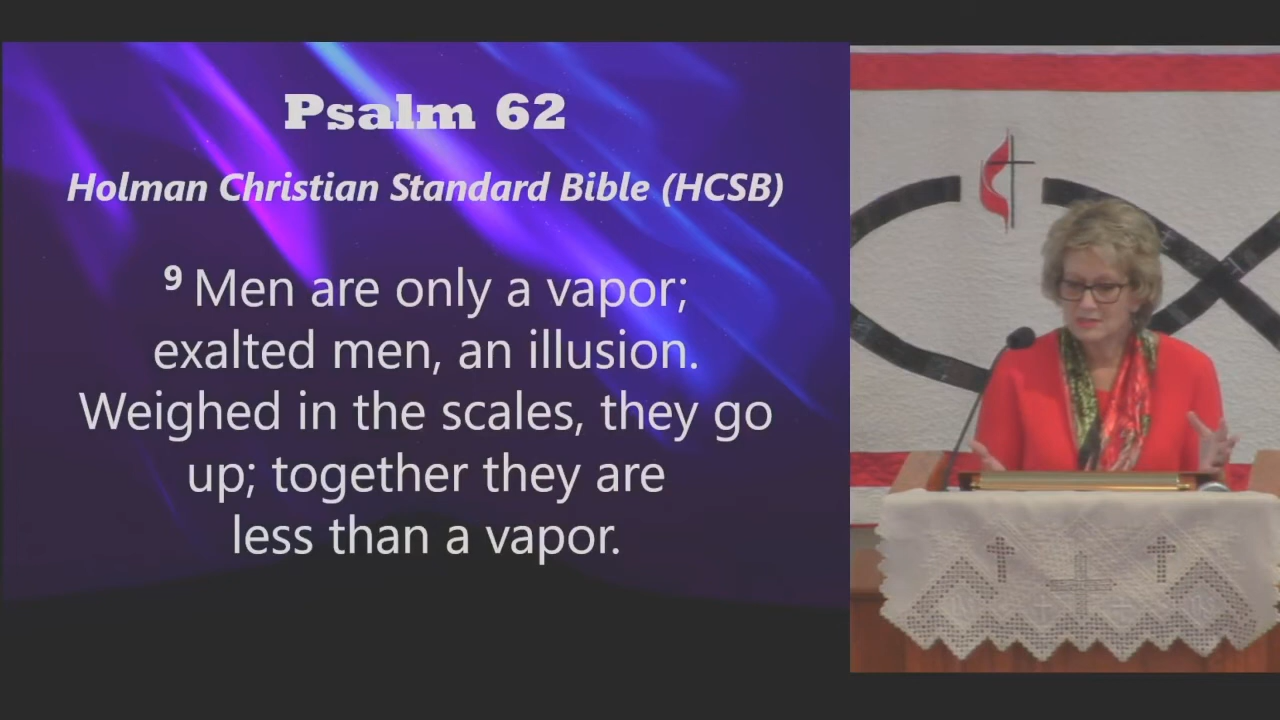 Psalm 62
Holman Christian Standard Bible (HCSB)
9 Men are only a vapor;
exalted men, an illusion.
Weighed in the scales, they go
up; together they are
less than a vapor.